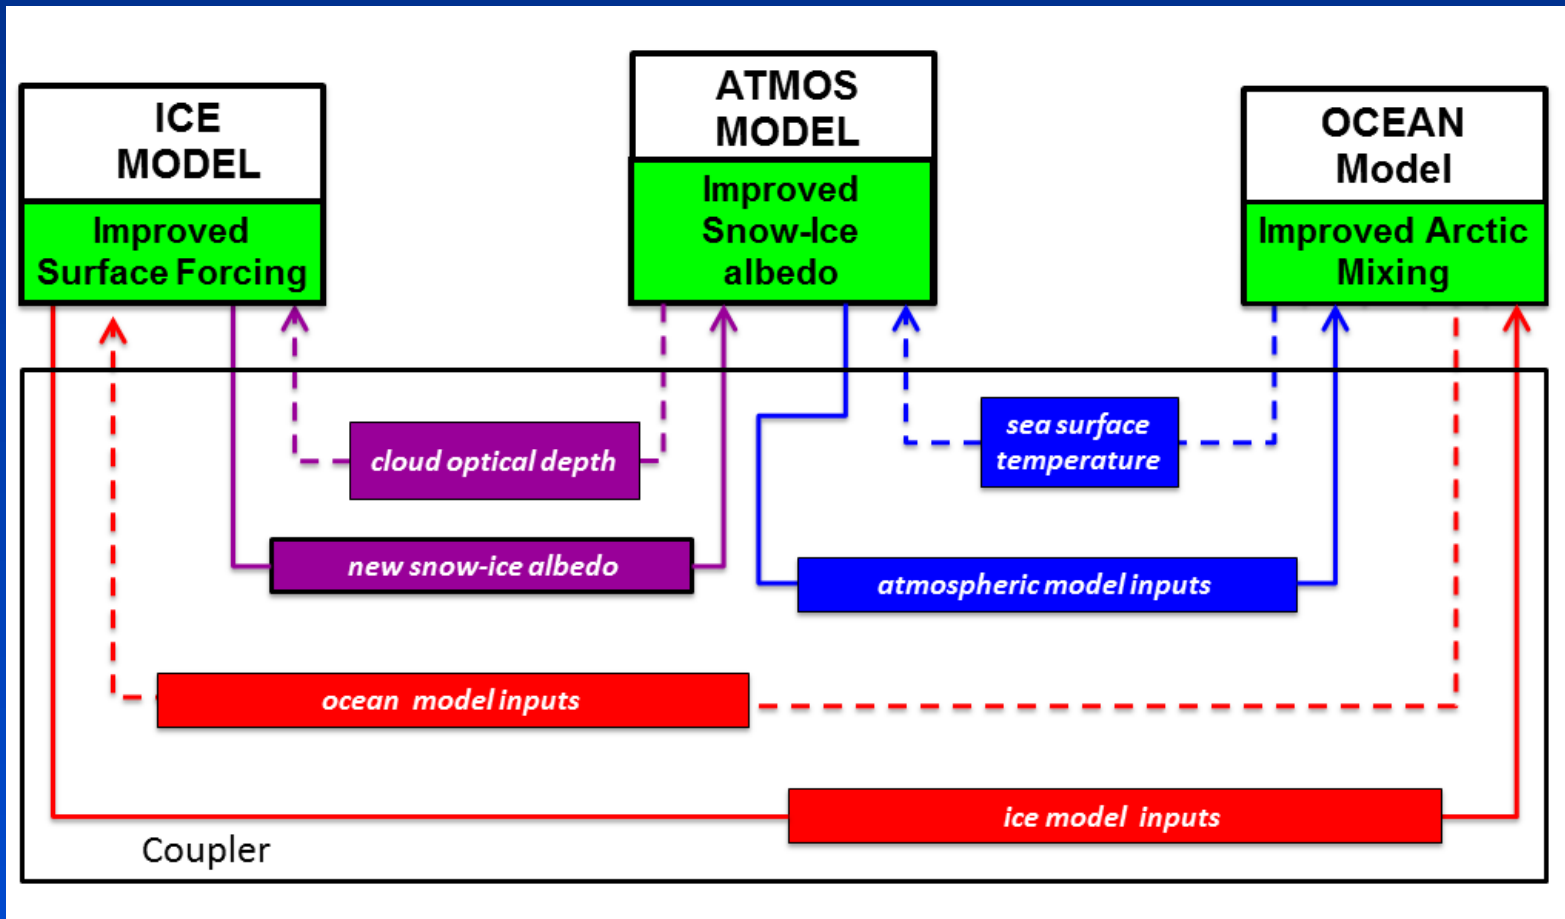 ICE
MODEL
Improved
Surface Forcing
ATMOS
MODEL
Improved
Snow-Ice
albedo
OCEAN
Model
Improved Arctic
Mixing
cloud optical depth
sea surface
temperature
new snow-ice albedo
atmospheric model inputs
ocean model inputs
ice model inputs
Coupler